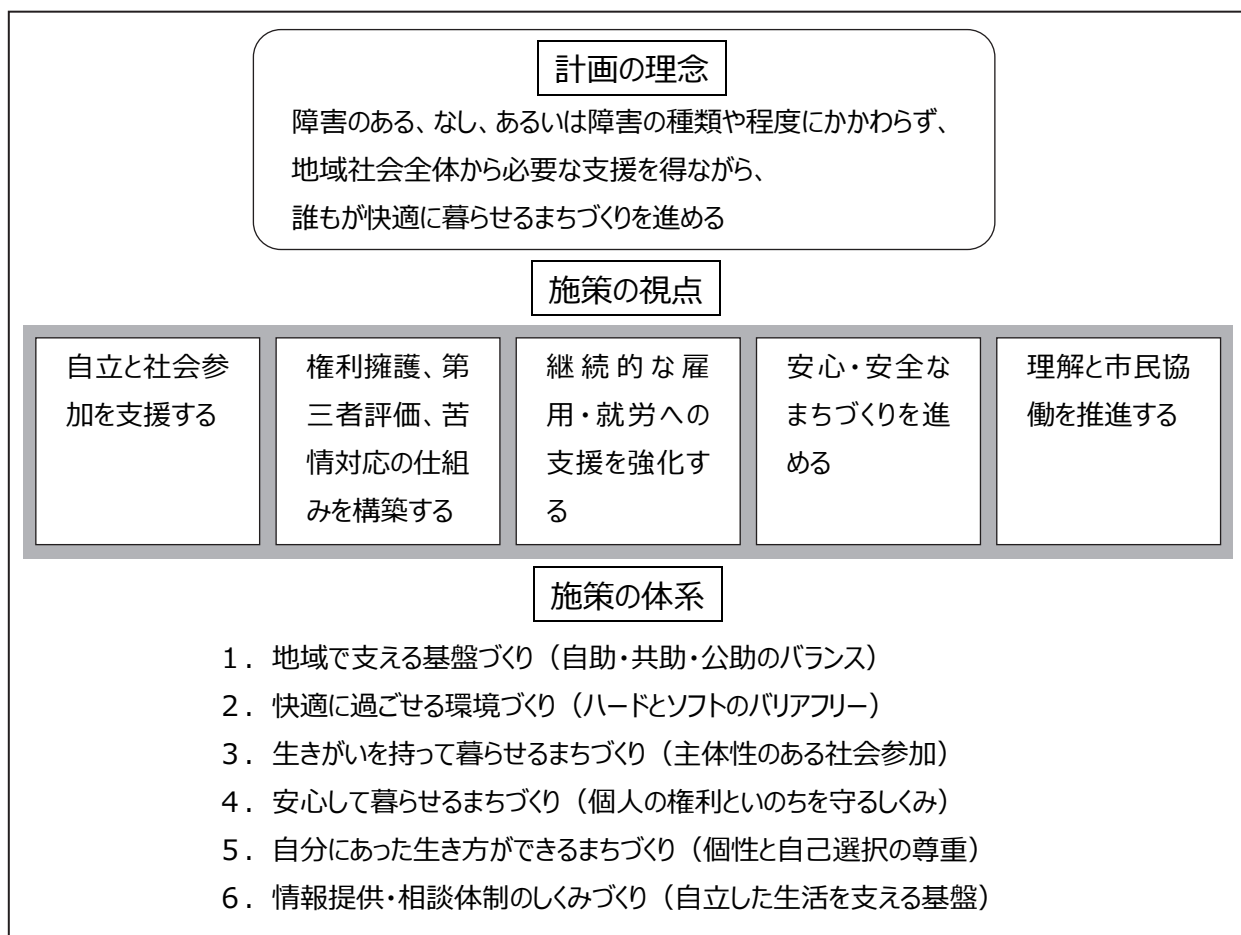 計画の理念
障害のある、なし、あるいは障害の種類や程度にかかわらず、
地域社会全体から必要な支援を得ながら、
誰もが快適に暮らせるまちづくりを進める
施策の視点
自立と社会参
加を支援する
権利擁護、第
三者評価、苦
情対応の仕組
みを構築する
継続的な雇
用・就労への
支援を強化す
る
安心・安全な
まちづくりを進
める
理解と市民協
働を推進する
施策の体系
1．地域で支える基盤づくり（自助・共助・公助のバランス）
2．快適に過ごせる環境づくり（ハードとソフトのバリアフリー）
3．生きがいを持って暮らせるまちづくり（主体性のある社会参加）
4．安心して暮らせるまちづくり（個人の権利といのちを守るしくみ）
5．自分にあった生き方ができるまちづくり（個性と自己選択の尊重）
6．情報提供・相談体制のしくみづくり（自立した生活を支える基盤）